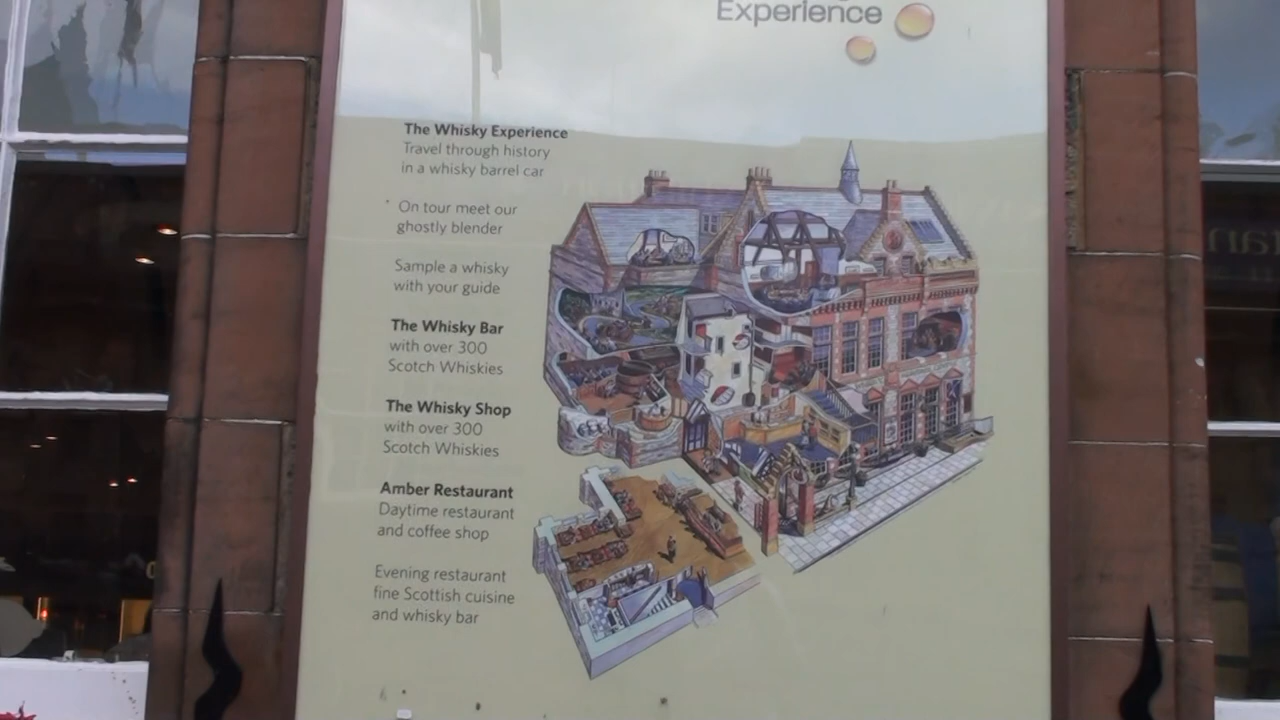 Experience
The Whisky Experience
Travel through history
in a whisky barrel car
On tour meet our
ghostly blender
Sample a whisky
with your guide
The Whisky Bar
with over 300
Scotch Whiskies
The Whisky Shop
with over 300
Scotch Whiskies
Amber Restaurant
Daytime restaurant
and coffee shop
Evening restaurant
fine Scottish cuisine
and whisky bar